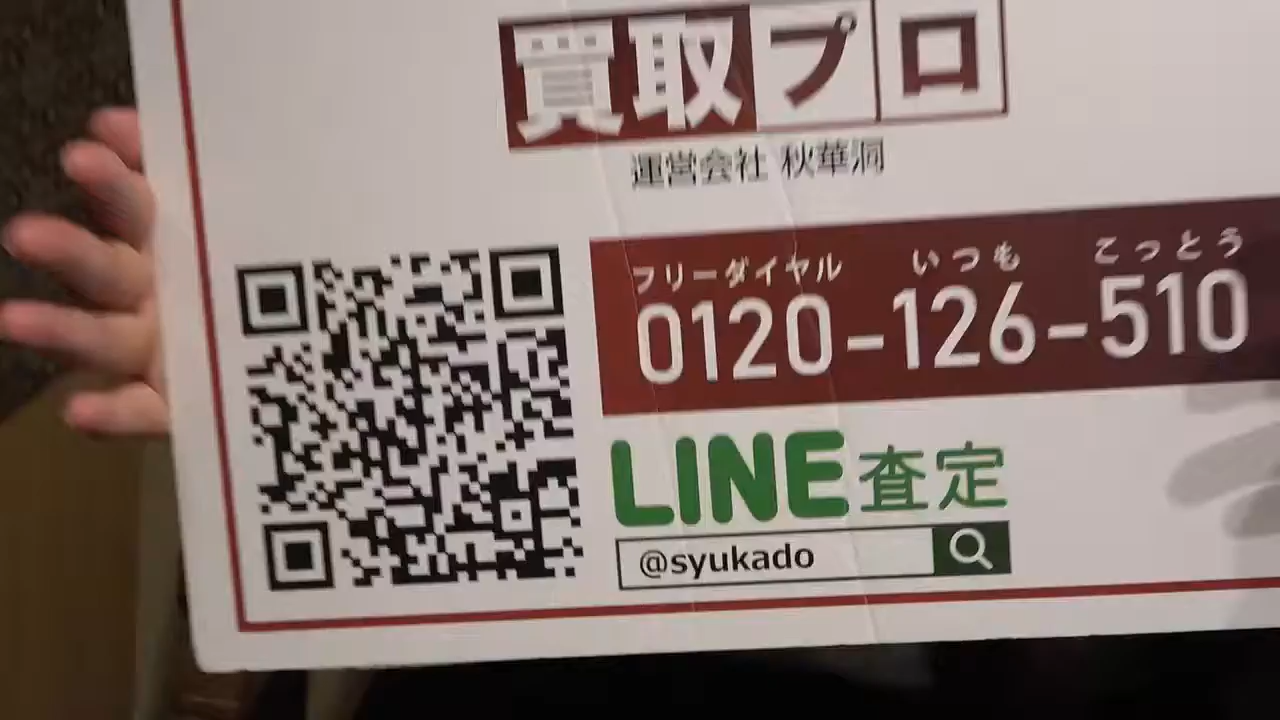 買取プロ
運営会社 秋華洞
フリーダイヤル いつも こっとう
0120-126-510
LINE査定
@syukado